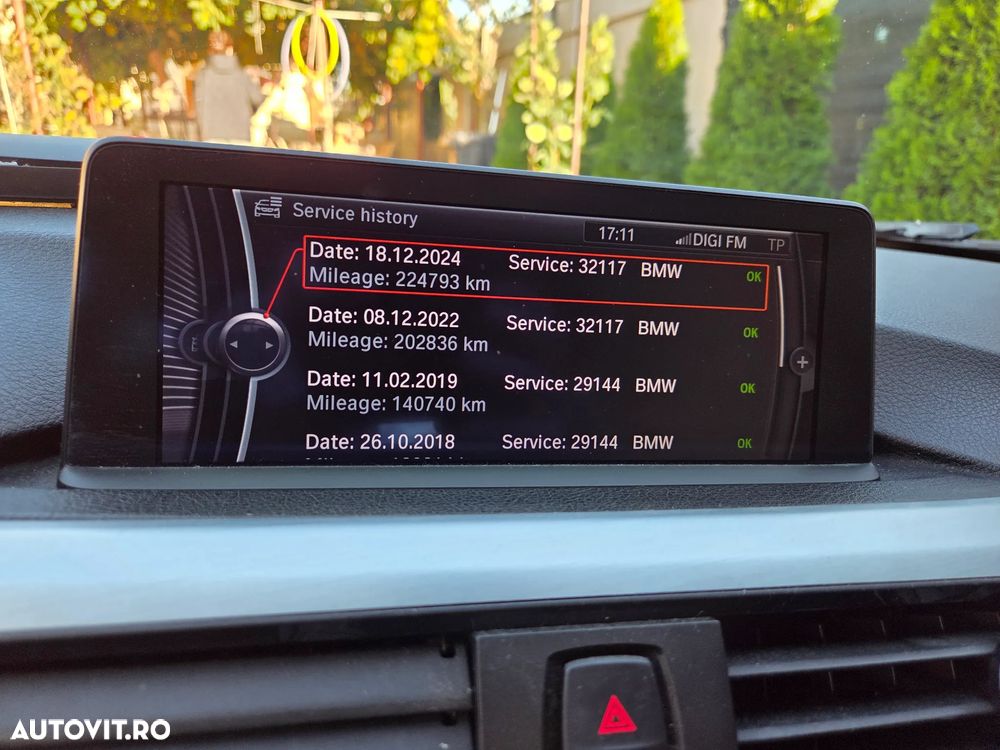 Service history
17:11 DIGI FM TP
Date: 18.12.2024 Service: 32117 BMW OK
Mileage: 224793 km
Date: 08.12.2022 Service: 32117 BMW OK
Mileage: 202836 km
Date: 11.02.2019 Service: 29144 BMW OK
Mileage: 140740 km
Date: 26.10.2018 Service: 29144 BMW OK
AUTOVIT.RO